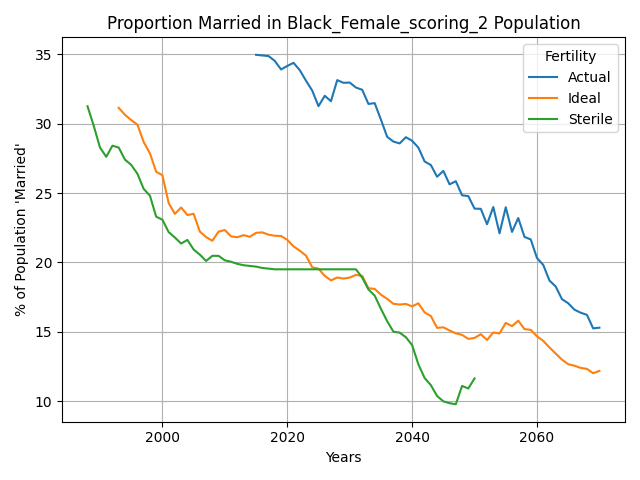 Proportion Married in Black_Female_scoring_2 Population
% of Population 'Married'
35
30
25
20
15
10
2000
2020
2040
2060
Years
Fertility
Actual
Ideal
Sterile